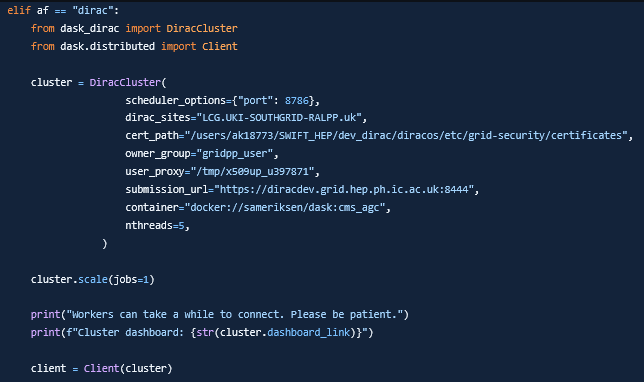 elif af == "dirac":
    from dask_dirac import DiracCluster
    from dask.distributed import Client

    cluster = DiracCluster(
                    scheduler_options={"port": 8786},
                    dirac_sites="LCG.UKI-SOUTHGRID-RALPP.uk",
                    cert_path="/users/ak18773/SWIFT_HEP/dev_dirac/diracos/etc/grid-security/certificates",
                    owner_group="gridpp_user",
                    user_proxy="/tmp/x509up_u397871",
                    submission_url="https://diracdev.grid.hep.ph.ic.ac.uk:8444",
                    container="docker://sameriksen/dask:cms_agc",
                    nthreads=5,
                )

    cluster.scale(jobs=1)

    print("Workers can take a while to connect. Please be patient.")
    print(f"Cluster dashboard: {str(cluster.dashboard_link)}")

    client = Client(cluster)